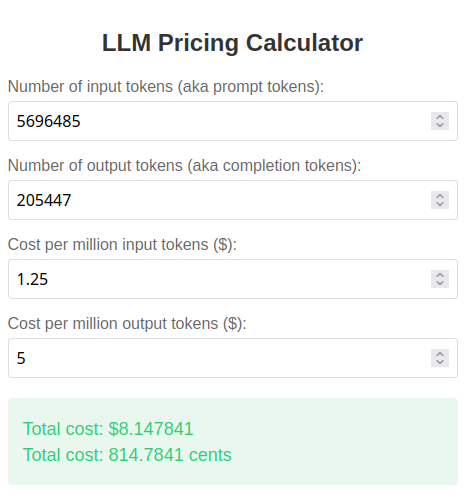 LLM Pricing Calculator
Number of input tokens (aka prompt tokens):
5696485
Number of output tokens (aka completion tokens):
205447
Cost per million input tokens ($):
1.25
Cost per million output tokens ($):
5
Total cost: $8.147841
Total cost: 814.7841 cents